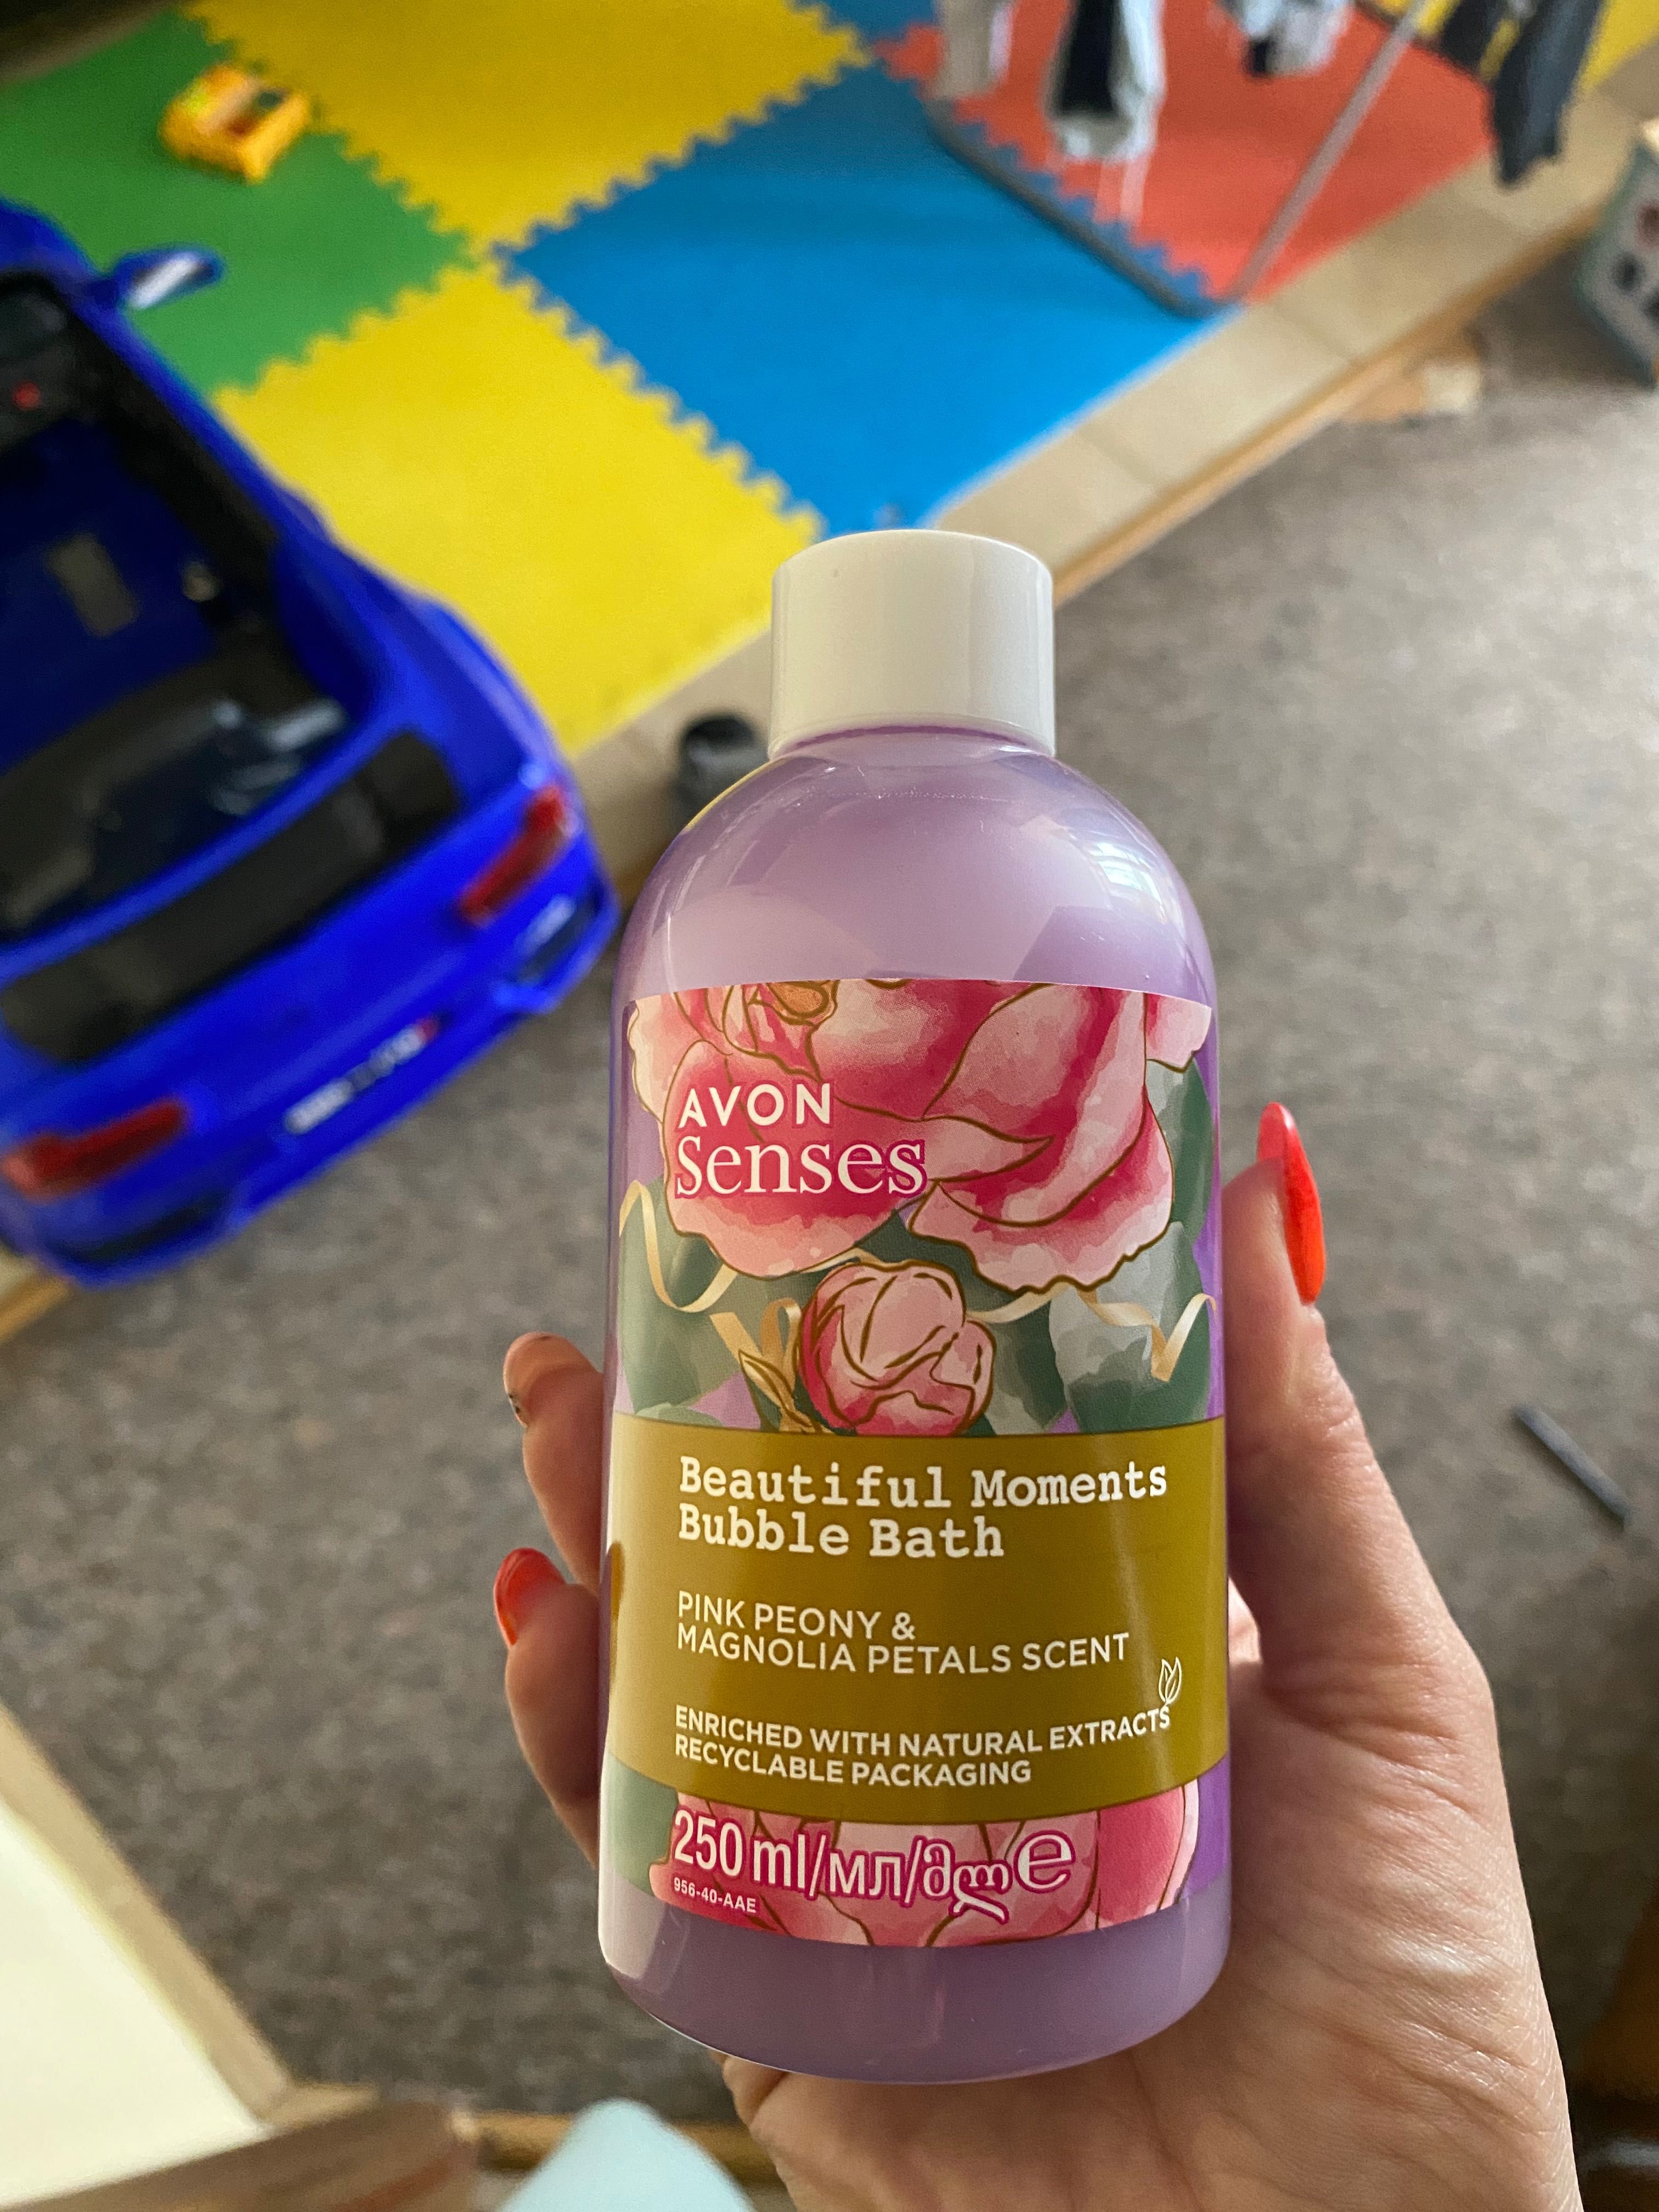 AVON
Senses
Beautiful Moments
Bubble Bath
PINK PEONY &
MAGNOLIA PETALS SCENT
ENRICHED WITH NATURAL EXTRACTS
RECYCLABLE PACKAGING
250 ml/мл/მლ e
956-40-AAE